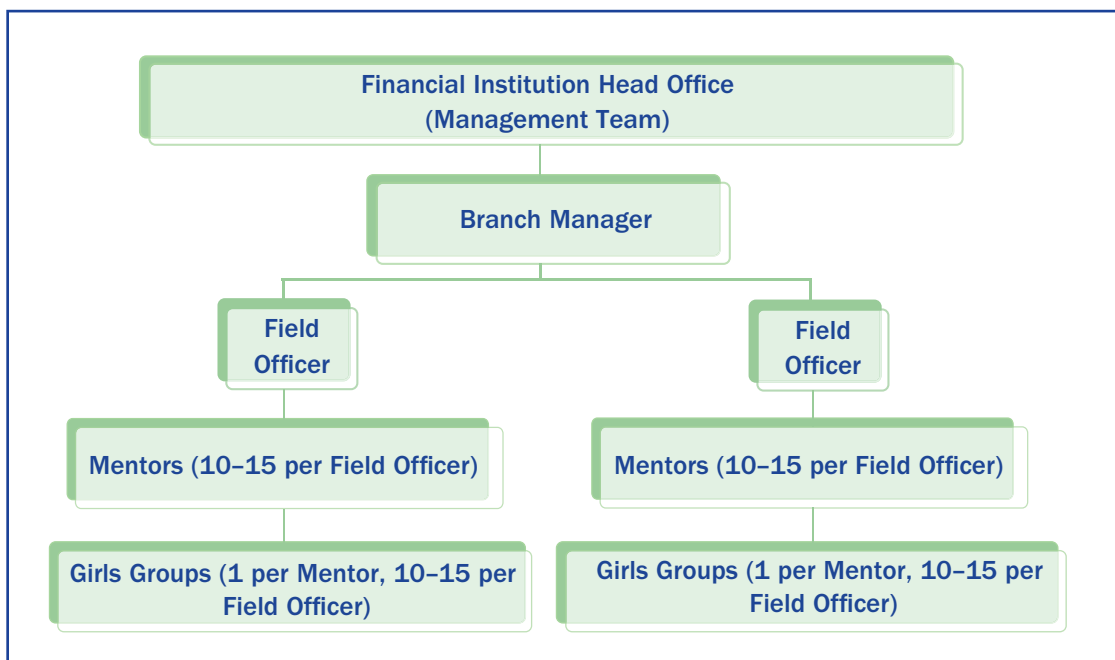 Financial Institution Head Office
(Management Team)
Branch Manager
Field
Officer
Field
Officer
Mentors (10–15 per Field Officer)
Mentors (10–15 per Field Officer)
Girls Groups (1 per Mentor, 10–15 per
Field Officer)
Girls Groups (1 per Mentor, 10–15 per
Field Officer)